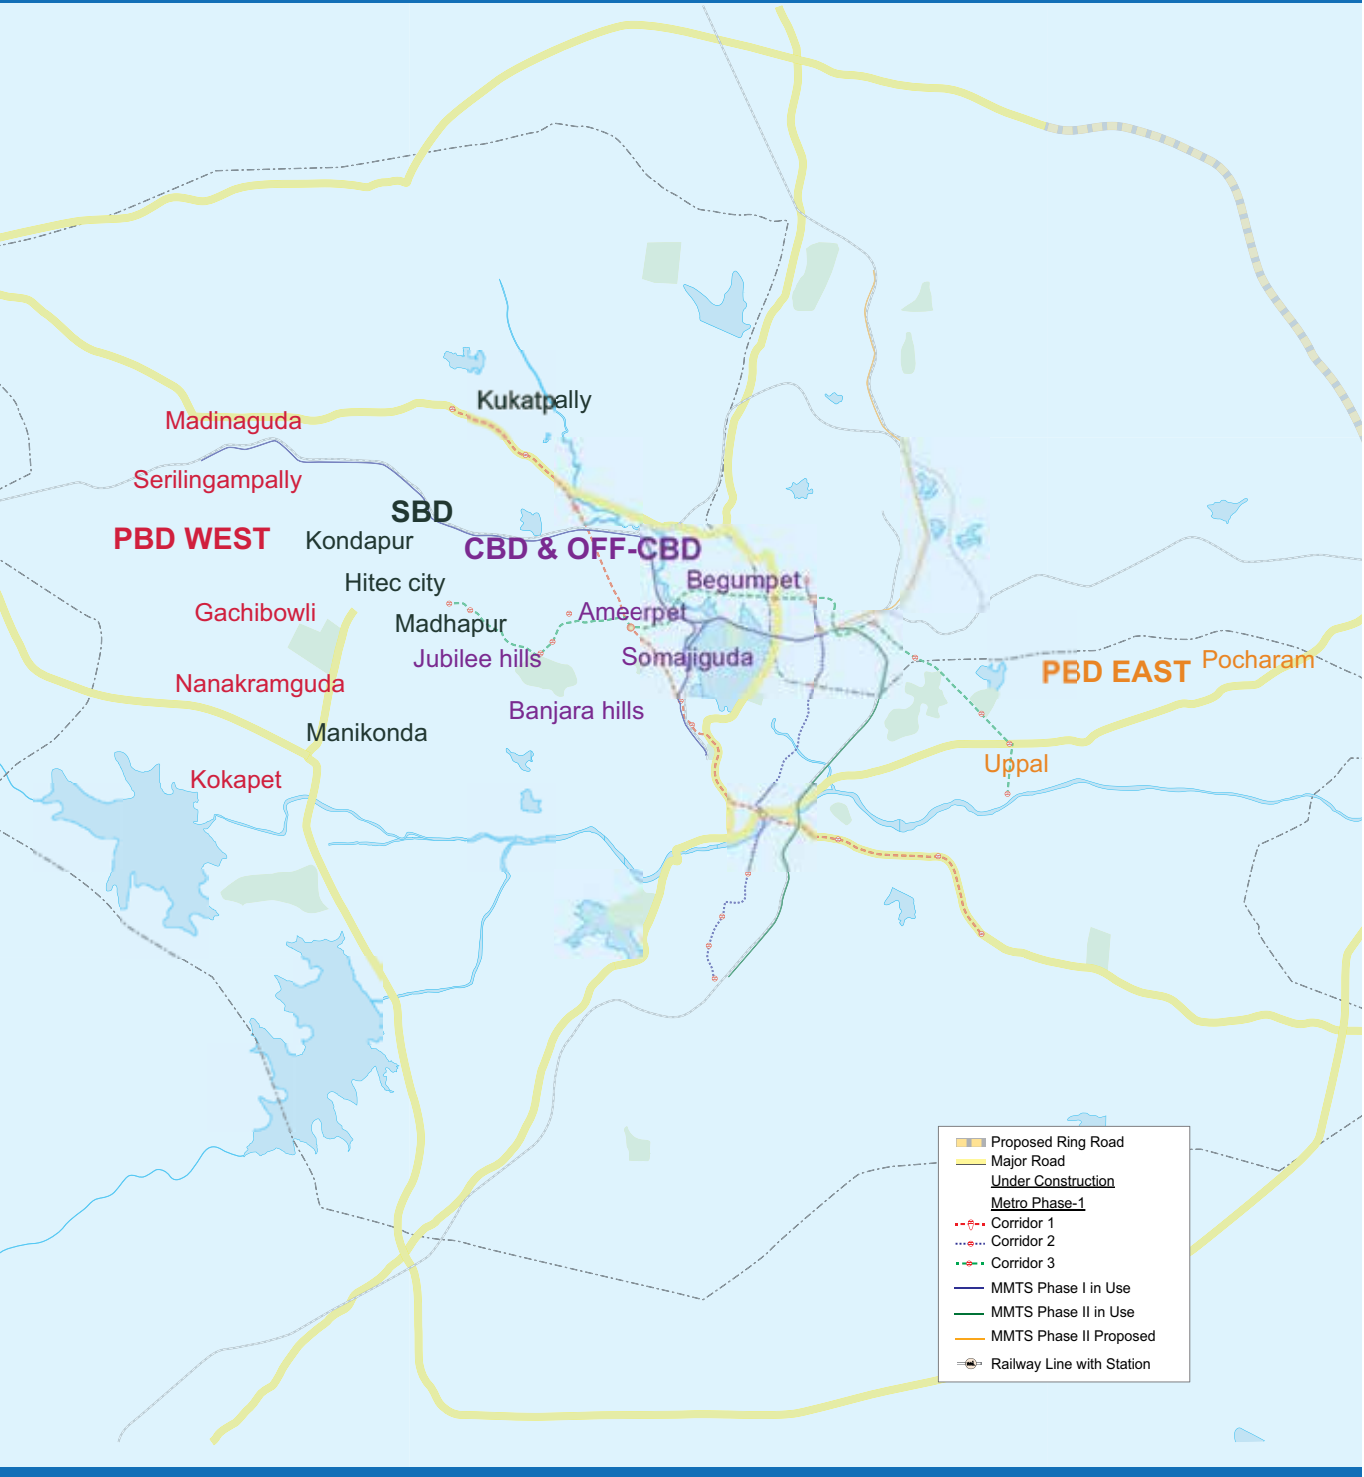 Kukatpally
Madinaguda
Serilingampally
SBD
PBD WEST
Kondapur
CBD & OFF-CBD
Hitec city
Begumpet
Gachibowli
Ameerpet
Madhapur
Jubilee hills
Somajiguda
PBD EAST
Pocharam
Nanakramguda
Banjara hills
Manikonda
Uppal
Kokapet
Proposed Ring Road
Major Road
Under Construction
Metro Phase-1
Corridor 1
Corridor 2
Corridor 3
MMTS Phase I in Use
MMTS Phase II in Use
MMTS Phase II Proposed
Railway Line with Station